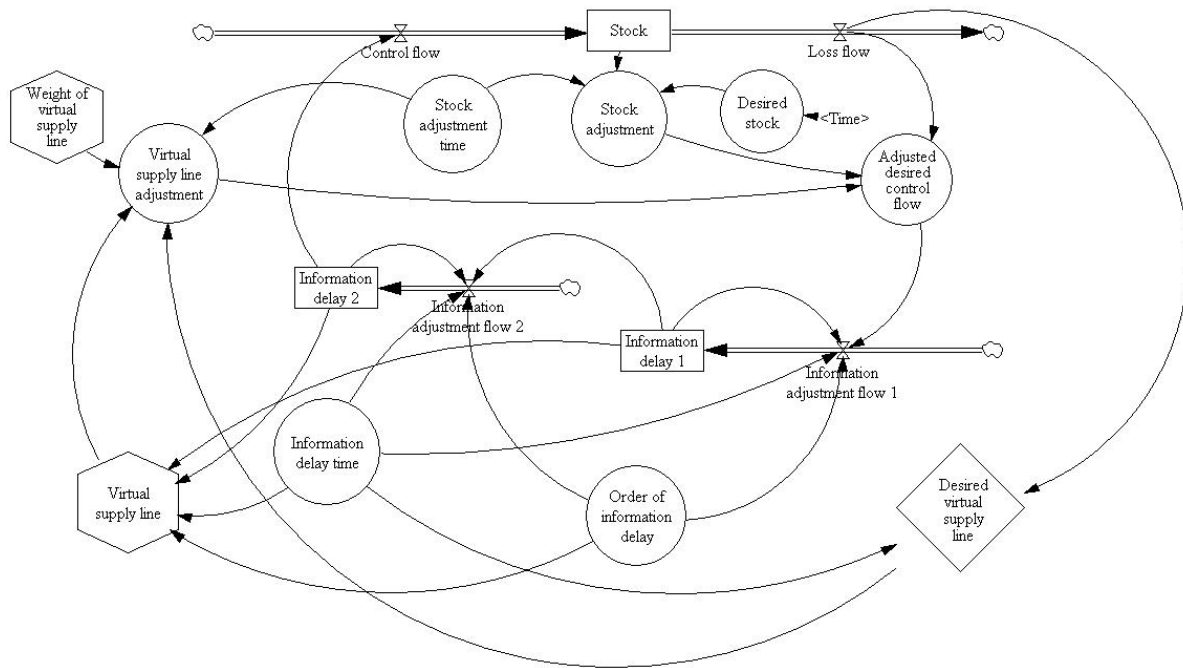 Stock
Control flow
Loss flow
Weight of
virtual
supply
line
Stock
adjustment
time
Stock
adjustment
Desired
stock
<Time>
Virtual
supply line
adjustment
Adjusted
desired
control
flow
Information
delay 2
Information
adjustment flow 2
Information
delay 1
Information
adjustment flow 1
Information
delay time
Virtual
supply line
Order of
information
delay
Desired
virtual
supply
line